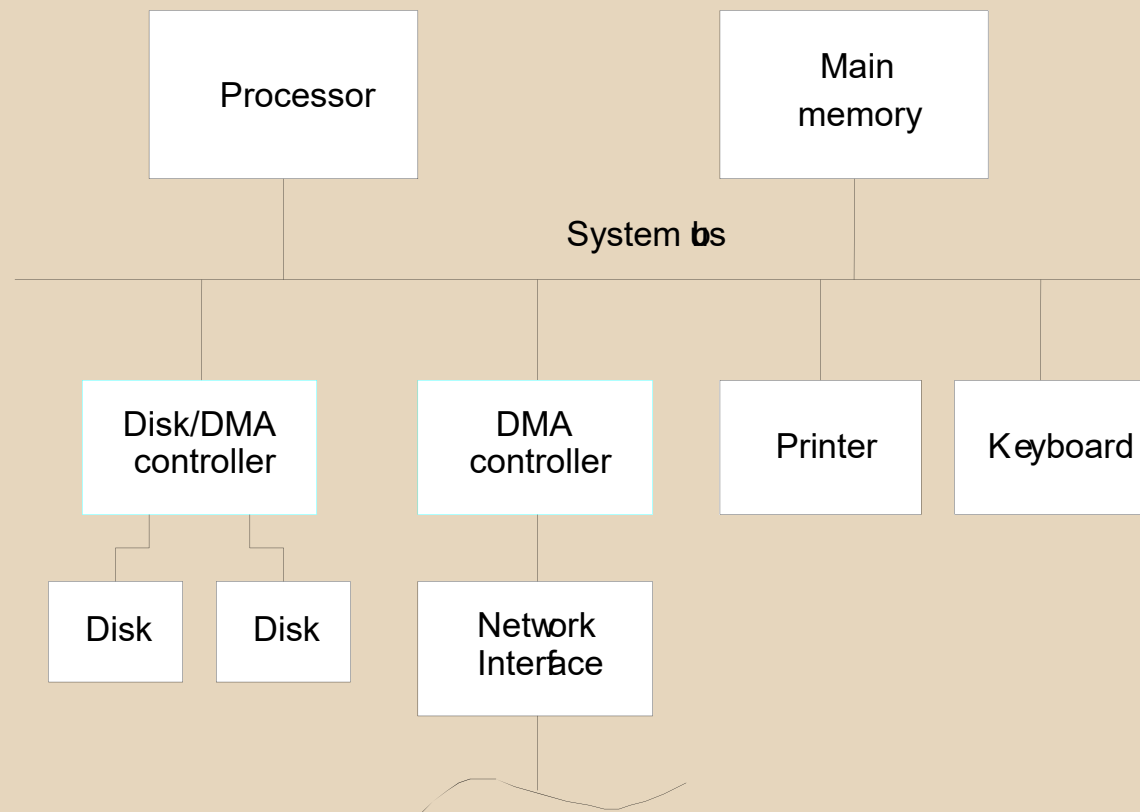 Processor
Main
memory
System bus
Disk/DMA
controller
DMA
controller
Printer
Keyboard
Disk
Disk
Network
Interface